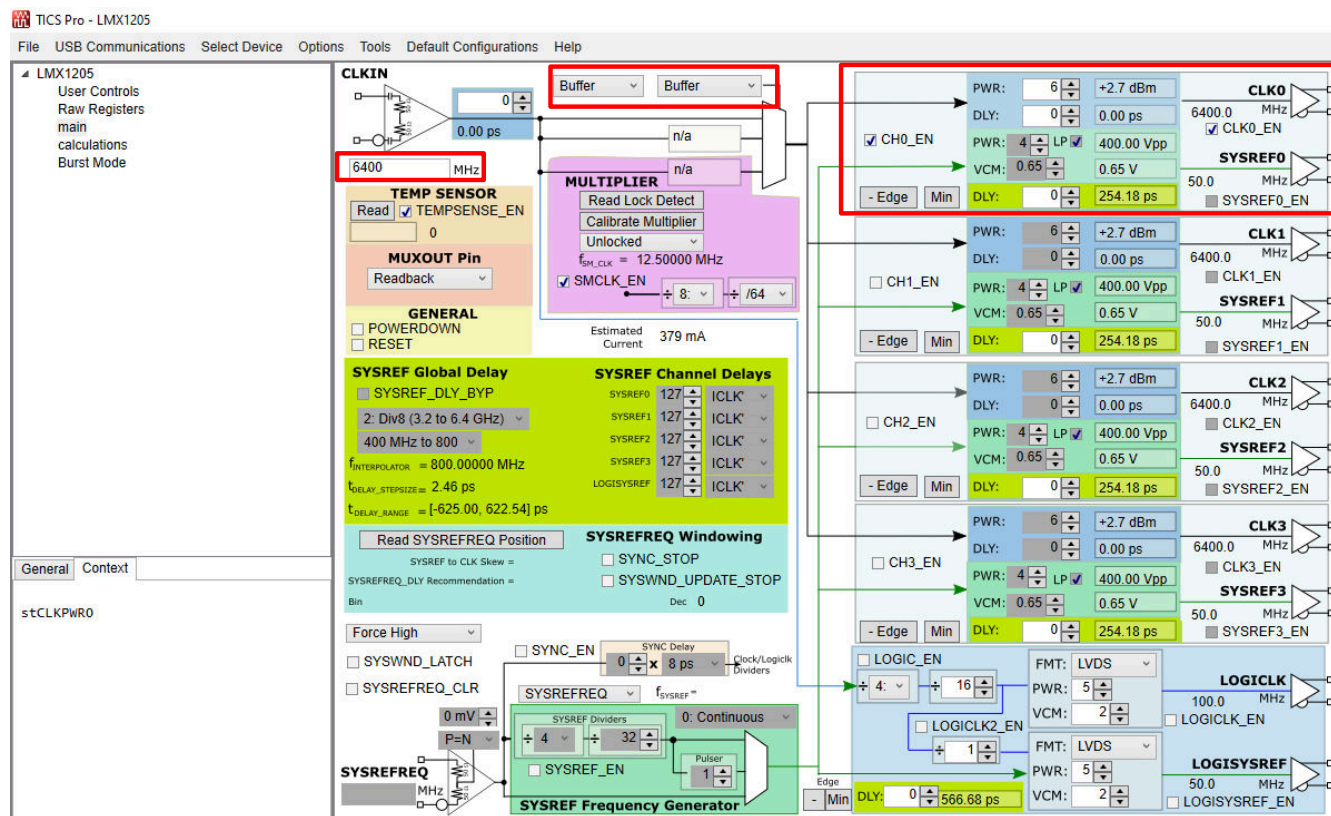 TICS Pro - LMX1205
File USB Communications Select Device Options Tools Default Configurations Help
LMX1205
User Controls
Raw Registers
main
calculations
Burst Mode
General Context
stCLKPWR0
CLKIN
50 Ω
50 Ω
0
0.00 ps
6400 MHz
Buffer Buffer
n/a
n/a
TEMP SENSOR
Read TEMPSENSE_EN
0
MUXOUT Pin
Readback
GENERAL
POWERDOWN
RESET
MULTIPLIER
Read Lock Detect
Calibrate Multiplier
Unlocked
fSM_CLK = 12.50000 MHz
SMCLK_EN
÷ 8: ÷ /64
Estimated
Current 379 mA
SYSREF Global Delay
SYSREF_DLY_BYP
2: Div8 (3.2 to 6.4 GHz)
400 MHz to 800
fINTERPOLATOR = 800.00000 MHz
tDELAY_STEPSIZE = 2.46 ps
tDELAY_RANGE = [-625.00, 622.54] ps
SYSREF Channel Delays
SYSREF0 127 ICLK'
SYSREF1 127 ICLK'
SYSREF2 127 ICLK'
SYSREF3 127 ICLK'
LOGISYSREF 127 ICLK'
Read SYSREFREQ Position
SYSREF to CLK Skew =
SYSREFREQ_DLY Recommendation =
Bin Dec 0
SYSREFREQ Windowing
SYNC_STOP
SYSWND_UPDATE_STOP
Force High
SYSWND_LATCH
SYSREFREQ_CLR
SYNC_EN
SYNC Delay
0 x 8 ps
Clock/Logiclk
Dividers
SYSREFREQ fSYSREF=
0 mV
P=N
SYSREFREQ
MHz
50 Ω
50 Ω
SYSREF Dividers
÷ 4 ÷ 32
SYSREF_EN
0: Continuous
Pulser
1
SYSREF Frequency Generator
CH0_EN
- Edge Min
PWR: 6 +2.7 dBm
DLY: 0 0.00 ps
PWR: 4 LP 400.00 Vpp
VCM: 0.65 0.65 V
DLY: 0 254.18 ps
CLK0
6400.0 MHz
CLK0_EN
SYSREF0
50.0 MHz
SYSREF0_EN
CH1_EN
- Edge Min
PWR: 6 +2.7 dBm
DLY: 0 0.00 ps
PWR: 4 LP 400.00 Vpp
VCM: 0.65 0.65 V
DLY: 0 254.18 ps
CLK1
6400.0 MHz
CLK1_EN
SYSREF1
50.0 MHz
SYSREF1_EN
CH2_EN
- Edge Min
PWR: 6 +2.7 dBm
DLY: 0 0.00 ps
PWR: 4 LP 400.00 Vpp
VCM: 0.65 0.65 V
DLY: 0 254.18 ps
CLK2
6400.0 MHz
CLK2_EN
SYSREF2
50.0 MHz
SYSREF2_EN
CH3_EN
- Edge Min
PWR: 6 +2.7 dBm
DLY: 0 0.00 ps
PWR: 4 LP 400.00 Vpp
VCM: 0.65 0.65 V
DLY: 0 254.18 ps
CLK3
6400.0 MHz
CLK3_EN
SYSREF3
50.0 MHz
SYSREF3_EN
LOGIC_EN
÷ 4: ÷ 16
LOGICLK2_EN
÷ 1
FMT: LVDS
PWR: 5
VCM: 2
LOGICLK
100.0 MHz
LOGICLK_EN
FMT: LVDS
PWR: 5
VCM: 2
LOGISYSREF
50.0 MHz
LOGISYSREF_EN
Edge
- Min DLY: 0 566.68 ps